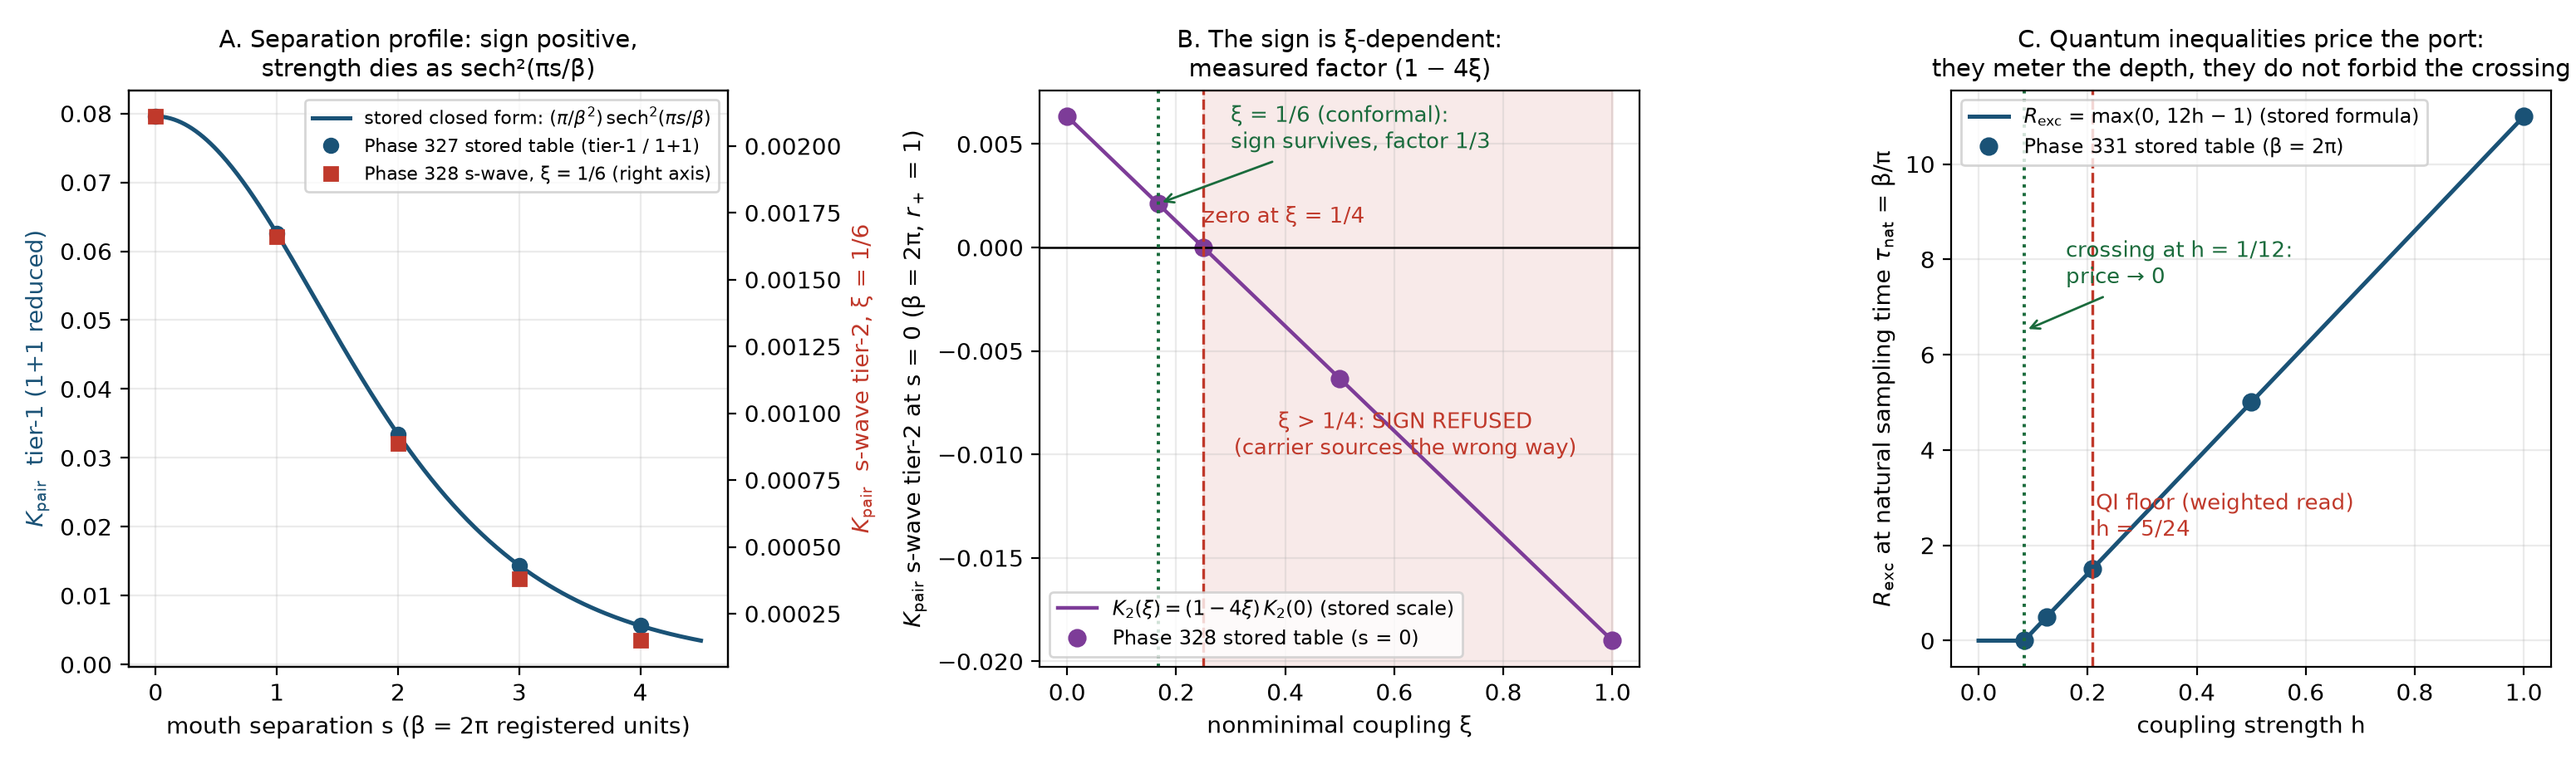 A. Separation profile: sign positive,
strength dies as sech²(πs/β)
stored closed form: (π/β²) sech²(πs/β)
Phase 327 stored table (tier-1 / 1+1)
Phase 328 s-wave, ξ = 1/6 (right axis)
K_pair tier-1 (1+1 reduced)
0.08
0.07
0.06
0.05
0.04
0.03
0.02
0.01
0.00
0
1
2
3
4
mouth separation s (β = 2π registered units)
0.00200
0.00175
0.00150
0.00125
0.00100
0.00075
0.00050
0.00025
K_pair s-wave tier-2, ξ = 1/6
B. The sign is ξ-dependent:
measured factor (1 − 4ξ)
K_pair s-wave tier-2 at s = 0 (β = 2π, r₊ = 1)
0.005
0.000
−0.005
−0.010
−0.015
−0.020
ξ = 1/6 (conformal):
sign survives, factor 1/3
zero at ξ = 1/4
ξ > 1/4: SIGN REFUSED
(carrier sources the wrong way)
K₂(ξ) = (1 − 4ξ) K₂(0) (stored scale)
Phase 328 stored table (s = 0)
0.0
0.2
0.4
0.6
0.8
1.0
nonminimal coupling ξ
C. Quantum inequalities price the port:
they meter the depth, they do not forbid the crossing
R_exc at natural sampling time τ_nat = β/π
10
8
6
4
2
0
R_exc = max(0, 12h − 1) (stored formula)
Phase 331 stored table (β = 2π)
crossing at h = 1/12:
price → 0
QI floor (weighted read)
h = 5/24
0.0
0.2
0.4
0.6
0.8
1.0
coupling strength h